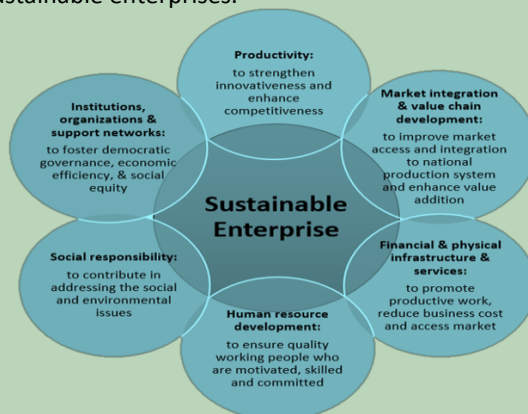 sustainable enterprises.
Productivity:
to strengthen
innovativeness and
enhance
competitiveness
Institutions,
organizations &
support networks:
to foster democratic
governance, economic
efficiency, & social
equity
Market integration
& value chain
development:
to improve market
access and integration
to national
production system
and enhance value
addition
Sustainable
Enterprise
Social responsibility:
to contribute in
addressing the social
and environmental
issues
Financial & physical
infrastructure &
services:
to promote
productive work,
reduce business cost
and access market
Human resource
development:
to ensure quality
working people who
are motivated, skilled
and committed